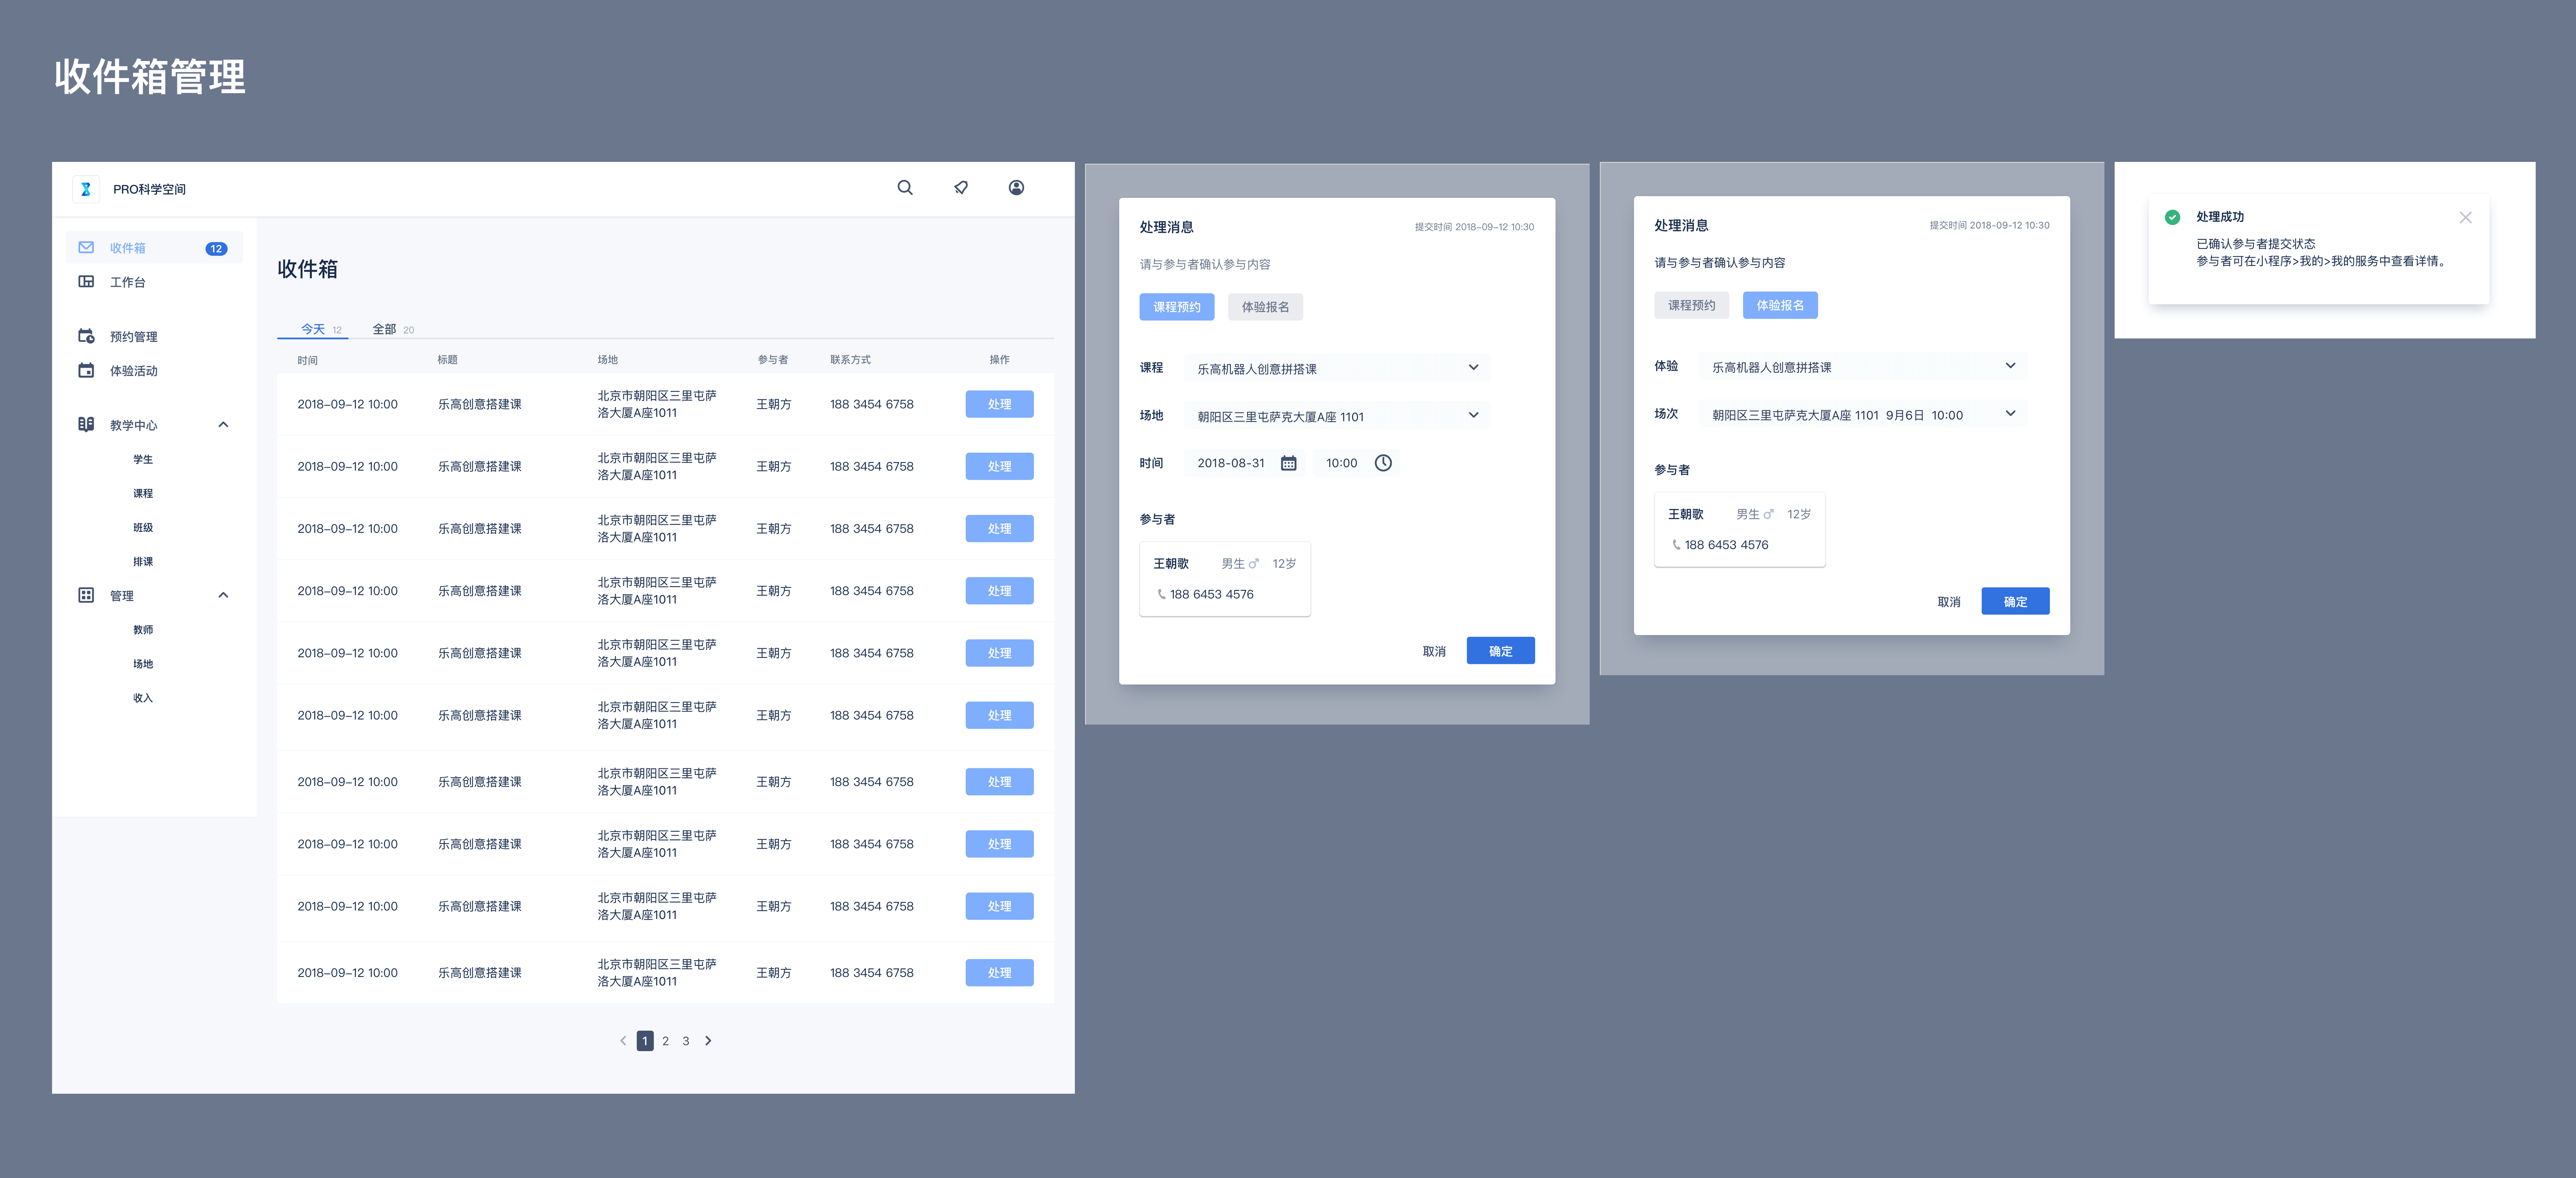 收件箱管理
PRO科学空间
收件箱 12
工作台
预约管理
体验活动
教学中心
学生
课程
班级
排课
管理
教师
场地
收入
收件箱
今天 12 全部 20
时间 标题 场地 参与者 联系方式 操作
2018-09-12 10:00 乐高创意搭建课 北京市朝阳区三里屯萨 王朝方 188 3454 6758 处理
洛大厦A座1011
2018-09-12 10:00 乐高创意搭建课 北京市朝阳区三里屯萨 王朝方 188 3454 6758 处理
洛大厦A座1011
2018-09-12 10:00 乐高创意搭建课 北京市朝阳区三里屯萨 王朝方 188 3454 6758 处理
洛大厦A座1011
2018-09-12 10:00 乐高创意搭建课 北京市朝阳区三里屯萨 王朝方 188 3454 6758 处理
洛大厦A座1011
2018-09-12 10:00 乐高创意搭建课 北京市朝阳区三里屯萨 王朝方 188 3454 6758 处理
洛大厦A座1011
2018-09-12 10:00 乐高创意搭建课 北京市朝阳区三里屯萨 王朝方 188 3454 6758 处理
洛大厦A座1011
2018-09-12 10:00 乐高创意搭建课 北京市朝阳区三里屯萨 王朝方 188 3454 6758 处理
洛大厦A座1011
2018-09-12 10:00 乐高创意搭建课 北京市朝阳区三里屯萨 王朝方 188 3454 6758 处理
洛大厦A座1011
2018-09-12 10:00 乐高创意搭建课 北京市朝阳区三里屯萨 王朝方 188 3454 6758 处理
洛大厦A座1011
2018-09-12 10:00 乐高创意搭建课 北京市朝阳区三里屯萨 王朝方 188 3454 6758 处理
洛大厦A座1011
1 2 3
处理消息 提交时间 2018-09-12 10:30
请与参与者确认参与内容
课程预约 体验报名
课程 乐高机器人创意拼搭课
场地 朝阳区三里屯萨克大厦A座 1101
时间 2018-08-31 10:00
参与者
王朝歌 男生 12岁
188 6453 4576
取消 确定
处理消息 提交时间 2018-09-12 10:30
请与参与者确认参与内容
课程预约 体验报名
体验 乐高机器人创意拼搭课
场次 朝阳区三里屯萨克大厦A座 1101 9月6日 10:00
参与者
王朝歌 男生 12岁
188 6453 4576
取消 确定
处理成功
已确认参与者提交状态
参与者可在小程序>我的>我的服务中查看详情。